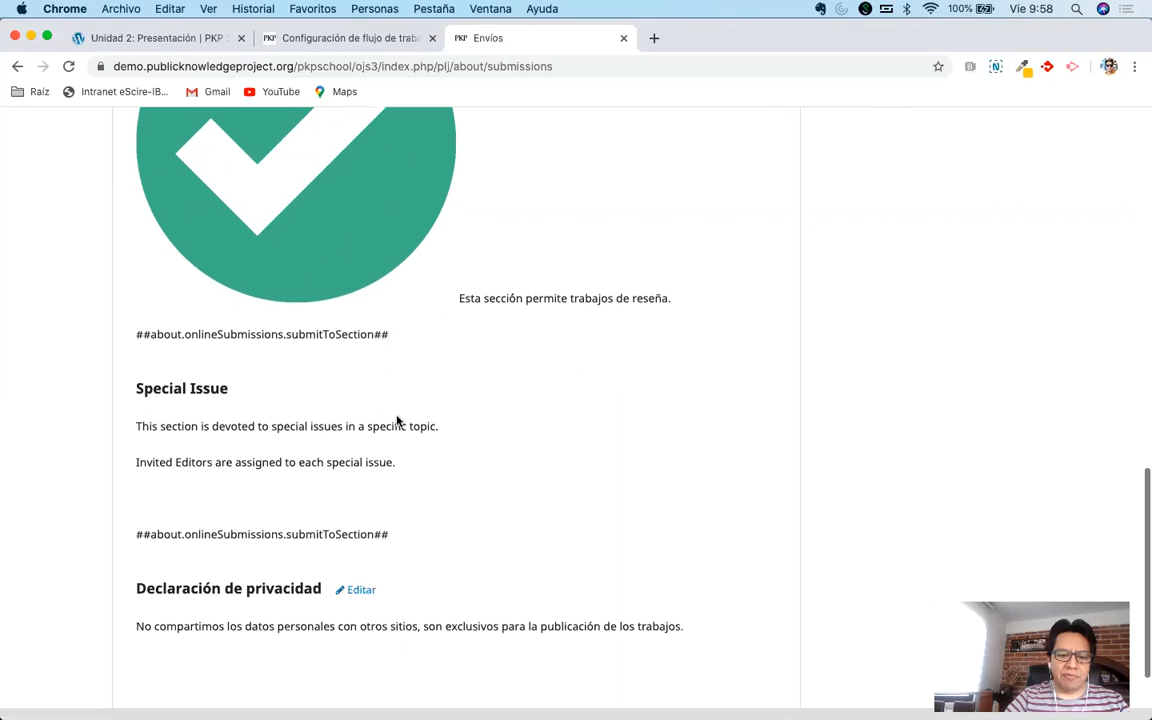 Chrome Archivo Editar Ver Historial Favoritos Personas Pestaña Ventana Ayuda 100% Vie 9:58
Unidad 2: Presentación | PKP Configuración de flujo de trab PKP Envíos
demo.publicknowledgeproject.org/pkpschool/ojs3/index.php/plj/about/submissions
Raíz Intranet eScire-IB... Gmail YouTube Maps
Esta sección permite trabajos de reseña.
##about.onlineSubmissions.submitToSection##
Special Issue
This section is devoted to special issues in a specific topic.
Invited Editors are assigned to each special issue.
##about.onlineSubmissions.submitToSection##
Declaración de privacidad Editar
No compartimos los datos personales con otros sitios, son exclusivos para la publicación de los trabajos.